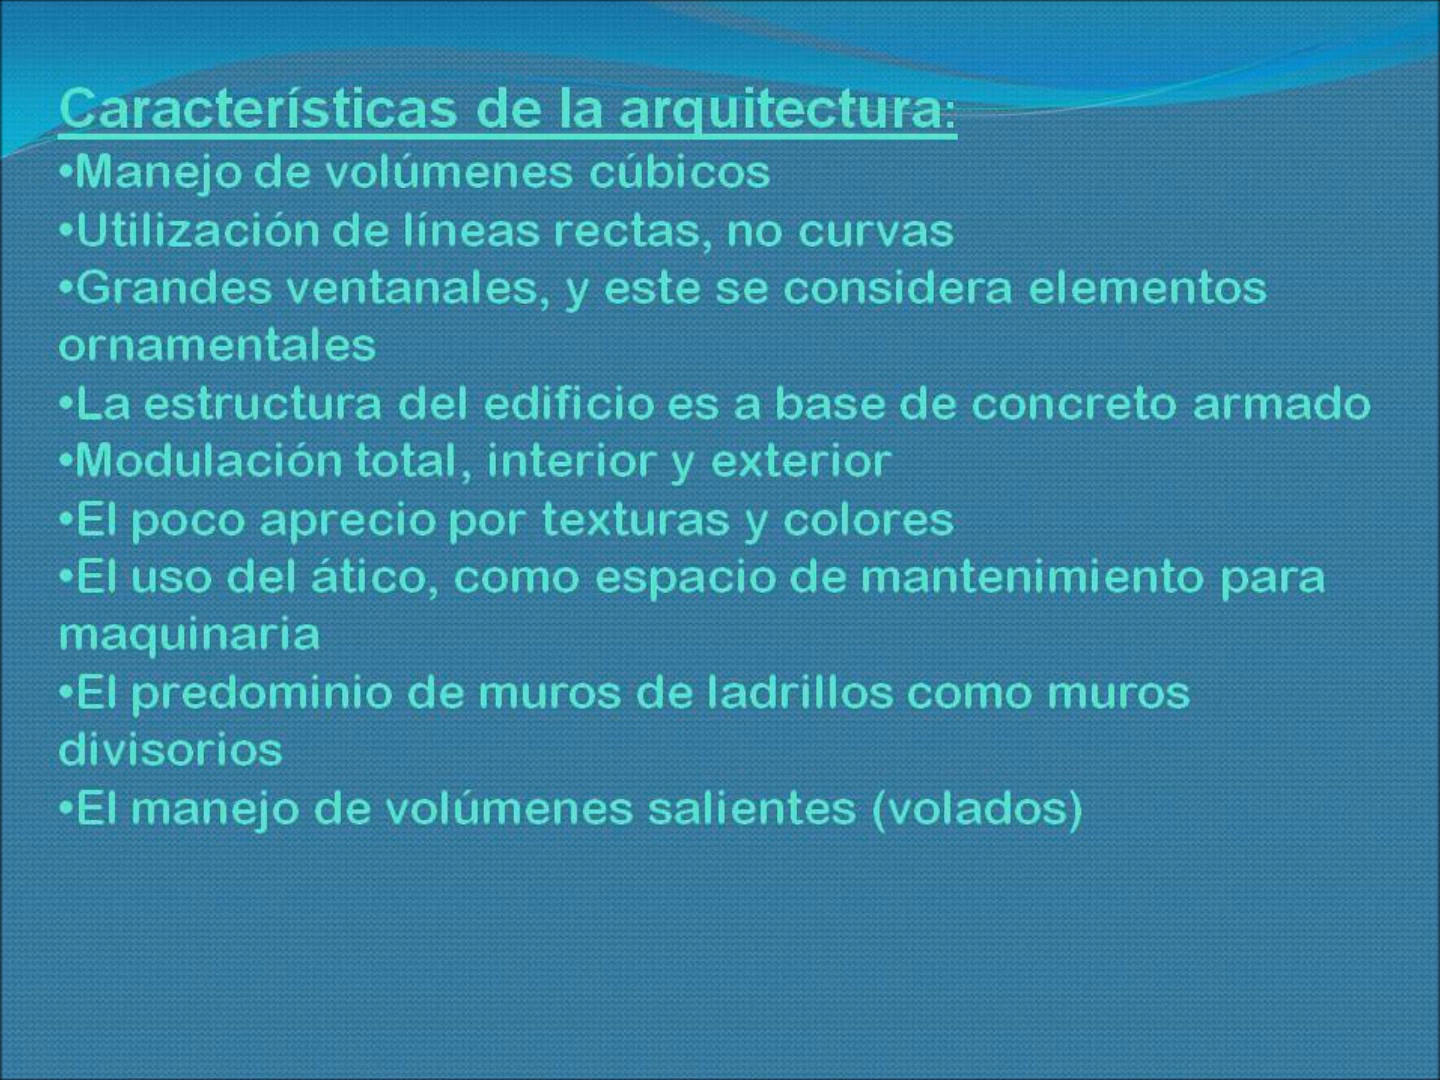 Características de la arquitectura:
•Manejo de volúmenes cúbicos
•Utilización de líneas rectas, no curvas
•Grandes ventanales, y este se considera elementos
ornamentales
•La estructura del edificio es a base de concreto armado
•Modulación total, interior y exterior
•El poco aprecio por texturas y colores
•El uso del ático, como espacio de mantenimiento para
maquinaria
•El predominio de muros de ladrillos como muros
divisorios
•El manejo de volúmenes salientes (volados)